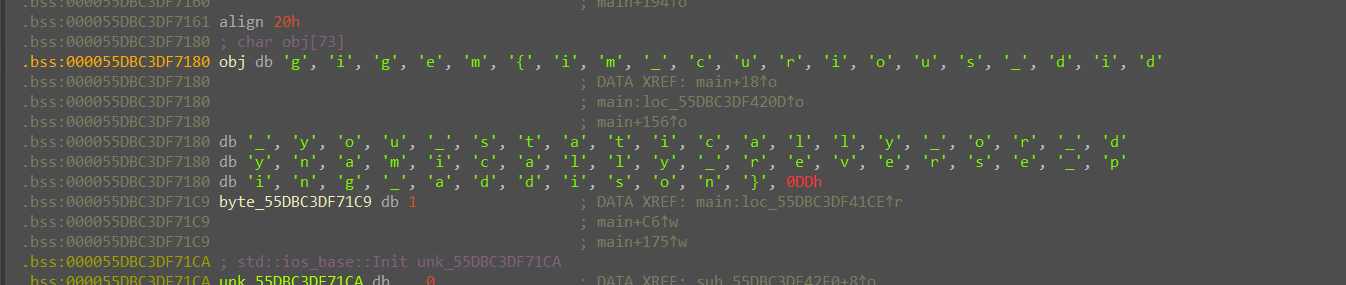 .bss:000055DBC3DF7160 ; main+194↑o
.bss:000055DBC3DF7161 align 20h
.bss:000055DBC3DF7180 ; char obj[73]
.bss:000055DBC3DF7180 obj db 'g', 'i', 'g', 'e', 'm', '{', 'i', 'm', '_', 'c', 'u', 'r', 'i', 'o', 'u', 's', '_', 'd', 'i', 'd'
.bss:000055DBC3DF7180 ; DATA XREF: main+18↑o
.bss:000055DBC3DF7180 ; main:loc_55DBC3DF420D↑o
.bss:000055DBC3DF7180 ; main+156↑o
.bss:000055DBC3DF7180 db '_', 'y', 'o', 'u', '_', 's', 't', 'a', 't', 'i', 'c', 'a', 'l', 'l', 'y', '_', 'o', 'r', '_', 'd'
.bss:000055DBC3DF7180 db 'y', 'n', 'a', 'm', 'i', 'c', 'a', 'l', 'l', 'y', '_', 'r', 'e', 'v', 'e', 'r', 's', 'e', '_', 'p'
.bss:000055DBC3DF7180 db 'i', 'n', 'g', '_', 'a', 'd', 'd', 'i', 's', 'o', 'n', '}', 0DDh
.bss:000055DBC3DF71C9 byte_55DBC3DF71C9 db 1 ; DATA XREF: main:loc_55DBC3DF41CE↑r
.bss:000055DBC3DF71C9 ; main+C6↑w
.bss:000055DBC3DF71C9 ; main+175↑w
.bss:000055DBC3DF71CA ; std::ios_base::Init unk_55DBC3DF71CA
.bss:000055DBC3DF71CA unk_55DBC3DF71CA db 0 ; DATA XREF: sub_55DBC3DF42E0+8↑o